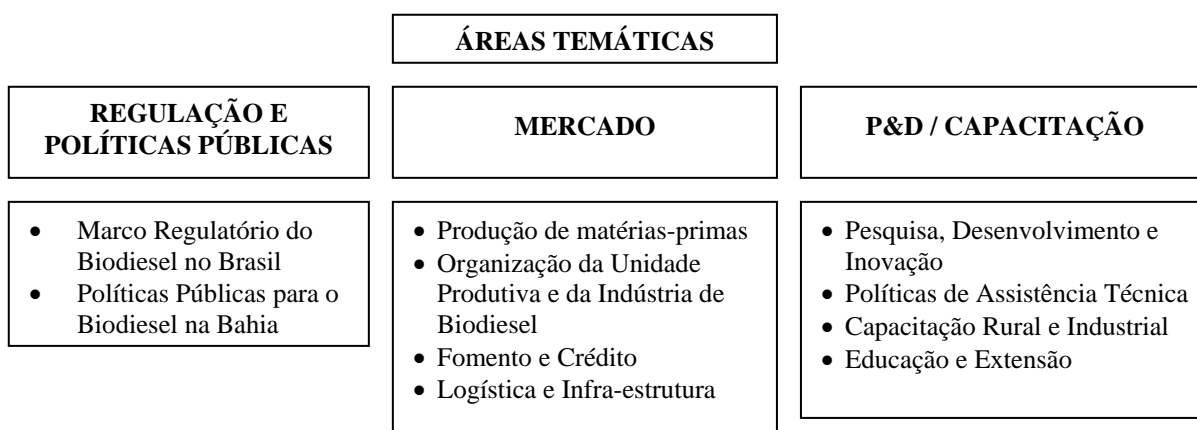 ÁREAS TEMÁTICAS
REGULAÇÃO E
POLÍTICAS PÚBLICAS
MERCADO
P&D / CAPACITAÇÃO
• Marco Regulatório do
Biodiesel no Brasil
• Políticas Públicas para o
Biodiesel na Bahia
• Produção de matérias-primas
• Organização da Unidade
Produtiva e da Indústria de
Biodiesel
• Fomento e Crédito
• Logística e Infra-estrutura
• Pesquisa, Desenvolvimento e
Inovação
• Políticas de Assistência Técnica
• Capacitação Rural e Industrial
• Educação e Extensão